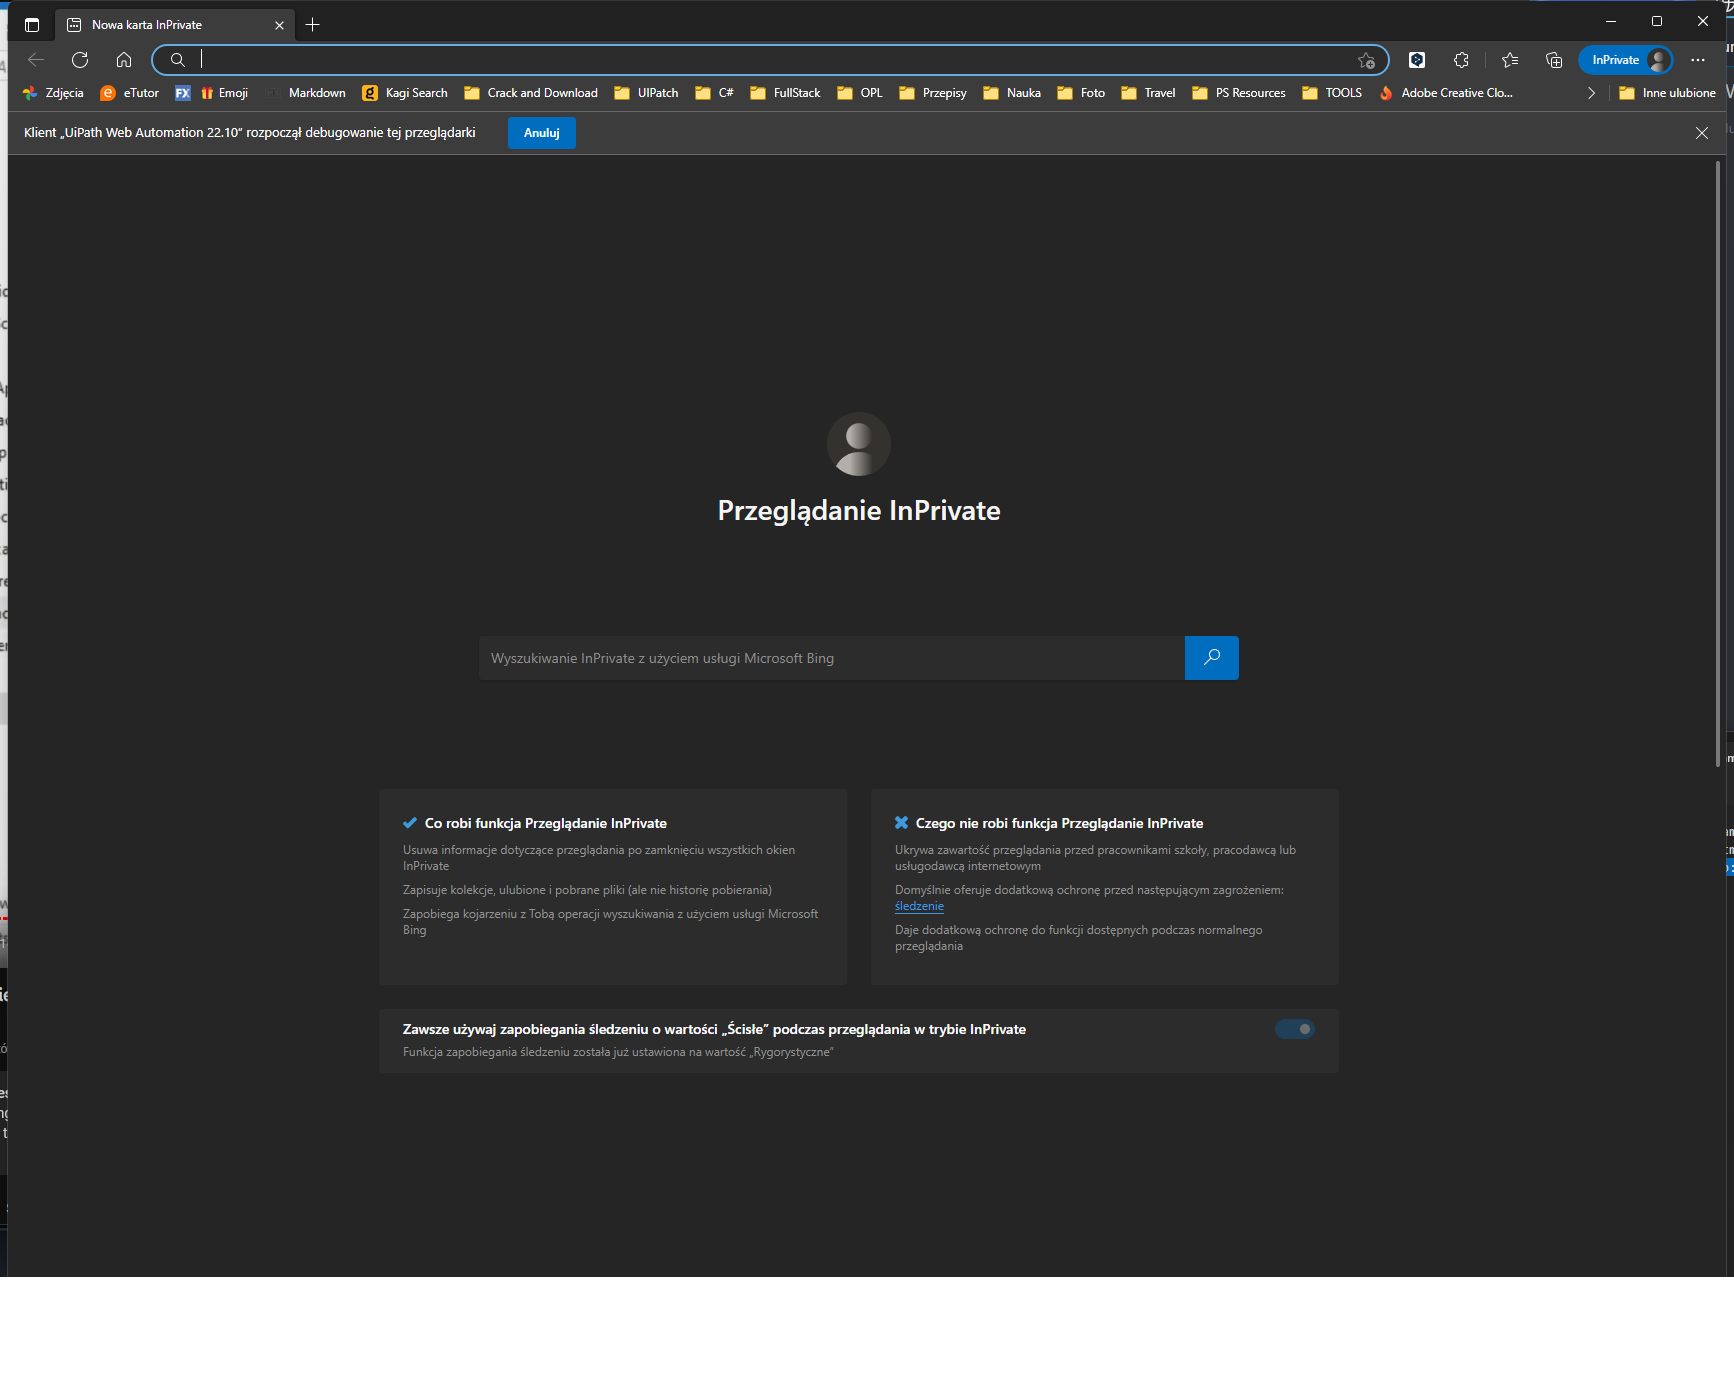 Nowa karta InPrivate
InPrivate
Zdjęcia eTutor FX Emoji Markdown Kagi Search Crack and Download UIPatch C# FullStack OPL Przepisy Nauka Foto Travel PS Resources TOOLS Adobe Creative Clo... Inne ulubione
Klient „UiPath Web Automation 22.10” rozpoczął debugowanie tej przeglądarki Anuluj
Przeglądanie InPrivate
Wyszukiwanie InPrivate z użyciem usługi Microsoft Bing
Co robi funkcja Przeglądanie InPrivate
Usuwa informacje dotyczące przeglądania po zamknięciu wszystkich okien
InPrivate
Zapisuje kolekcje, ulubione i pobrane pliki (ale nie historię pobierania)
Zapobiega kojarzeniu z Tobą operacji wyszukiwania z użyciem usługi Microsoft
Bing
Czego nie robi funkcja Przeglądanie InPrivate
Ukrywa zawartość przeglądania przed pracownikami szkoły, pracodawcą lub
usługodawcą internetowym
Domyślnie oferuje dodatkową ochronę przed następującym zagrożeniem:
śledzenie
Daje dodatkową ochronę do funkcji dostępnych podczas normalnego
przeglądania
Zawsze używaj zapobiegania śledzeniu o wartości „Ścisłe” podczas przeglądania w trybie InPrivate
Funkcja zapobiegania śledzeniu została już ustawiona na wartość „Rygorystyczne”